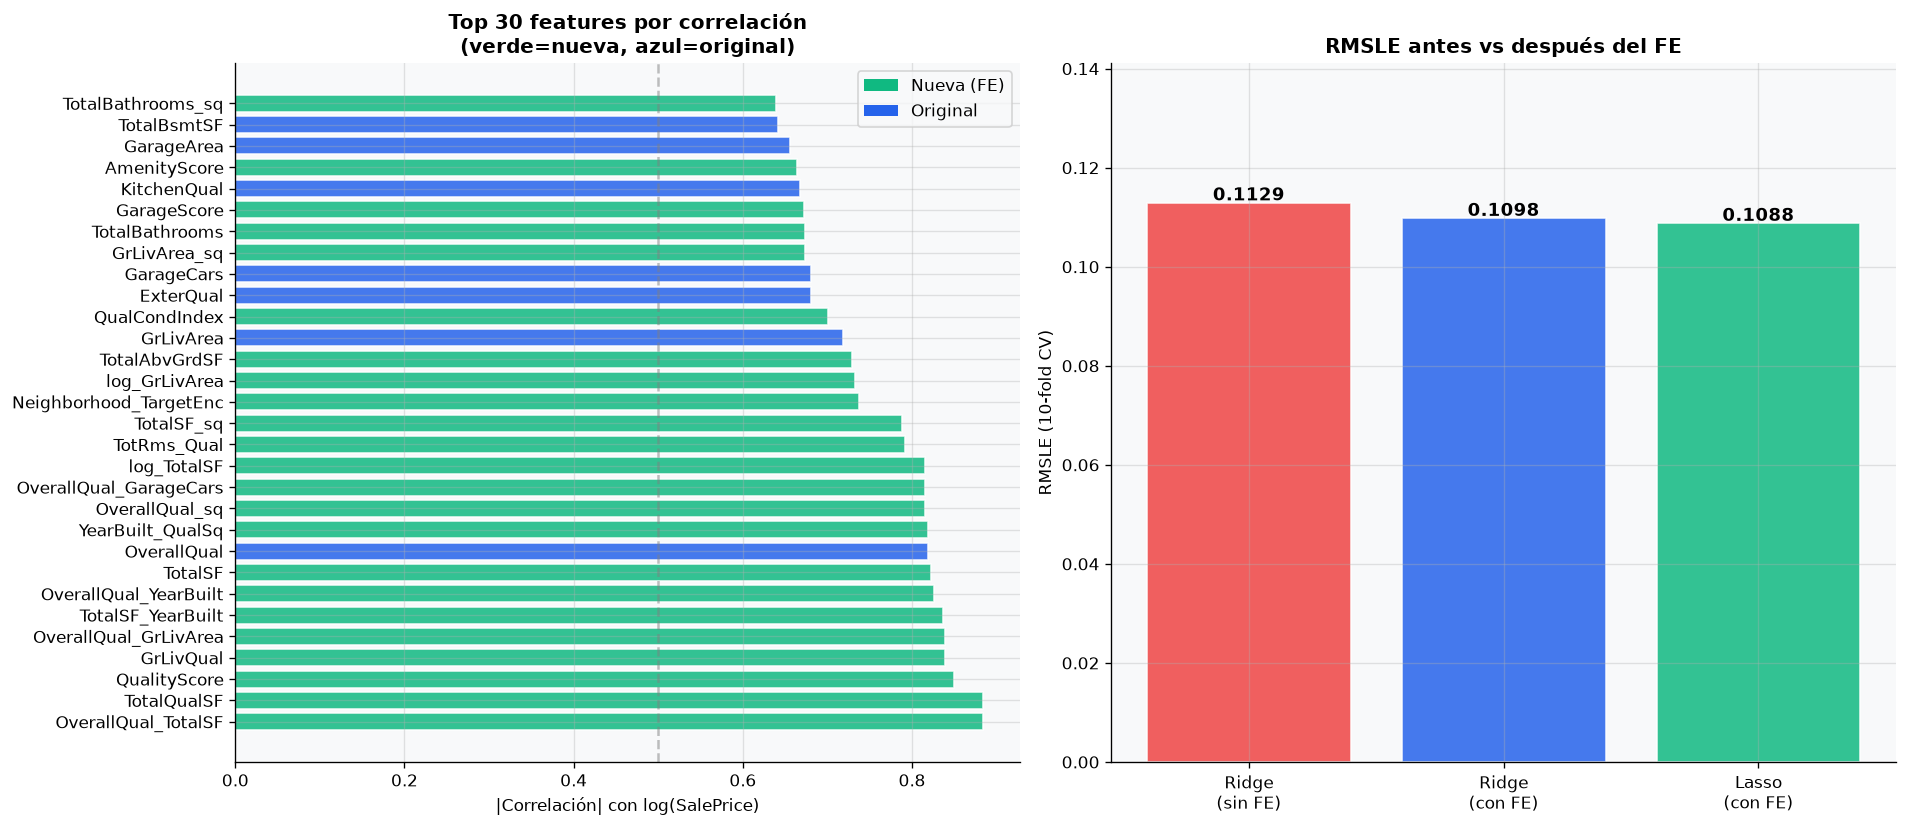 Top 30 features por correlación
(verde=nueva, azul=original)
Nueva (FE)
Original
TotalBathrooms_sq
TotalBsmtSF
GarageArea
AmenityScore
KitchenQual
GarageScore
TotalBathrooms
GrLivArea_sq
GarageCars
ExterQual
QualCondIndex
GrLivArea
TotalAbvGrdSF
log_GrLivArea
Neighborhood_TargetEnc
TotalSF_sq
TotRms_Qual
log_TotalSF
OverallQual_GarageCars
OverallQual_sq
YearBuilt_QualSq
OverallQual
TotalSF
OverallQual_YearBuilt
TotalSF_YearBuilt
OverallQual_GrLivArea
GrLivQual
QualityScore
TotalQualSF
OverallQual_TotalSF
0.0 0.2 0.4 0.6 0.8
|Correlación| con log(SalePrice)
RMSLE antes vs después del FE
RMSLE (10-fold CV)
0.14
0.12
0.10
0.08
0.06
0.04
0.02
0.00
0.1129 0.1098 0.1088
Ridge Ridge Lasso
(sin FE) (con FE) (con FE)